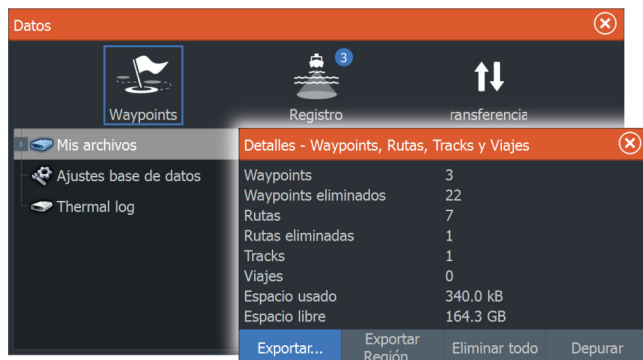 Datos
3
Waypoints
Registro
ransferencia
Mis archivos
Ajustes base de datos
Thermal log
Detalles - Waypoints, Rutas, Tracks y Viajes
Waypoints 3
Waypoints eliminados 22
Rutas 7
Rutas eliminadas 1
Tracks 1
Viajes 0
Espacio usado 340.0 kB
Espacio libre 164.3 GB
Exportar...
Exportar
Región
Eliminar todo
Depurar